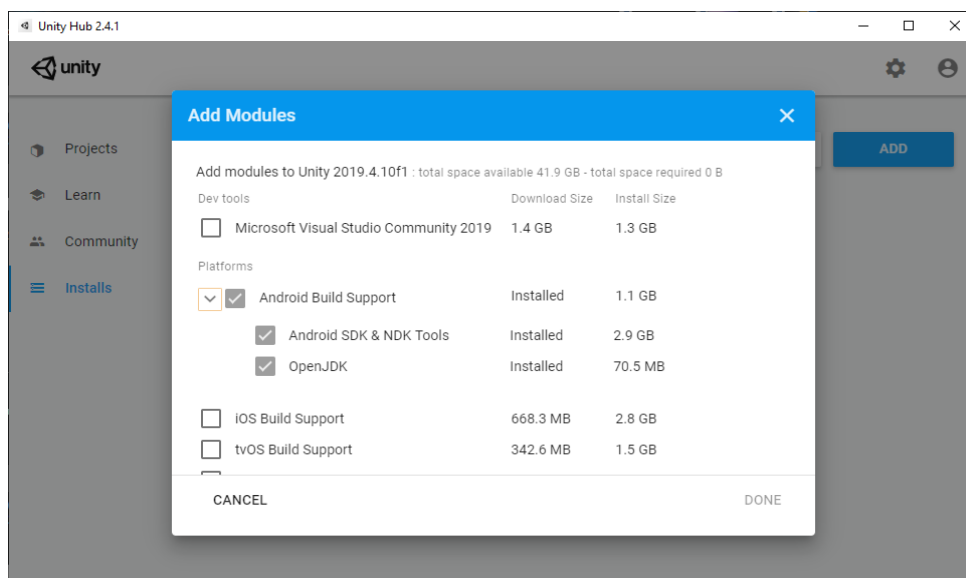 Unity Hub 2.4.1
unity
Add Modules
Projects
ADD
Add modules to Unity 2019.4.10f1 : total space available 41.9 GB - total space required 0 B
Learn
Dev tools Download Size Install Size
Microsoft Visual Studio Community 2019 1.4 GB 1.3 GB
Community
Platforms
Installs
Android Build Support Installed 1.1 GB
Android SDK & NDK Tools Installed 2.9 GB
OpenJDK Installed 70.5 MB
iOS Build Support 668.3 MB 2.8 GB
tvOS Build Support 342.6 MB 1.5 GB
CANCEL DONE